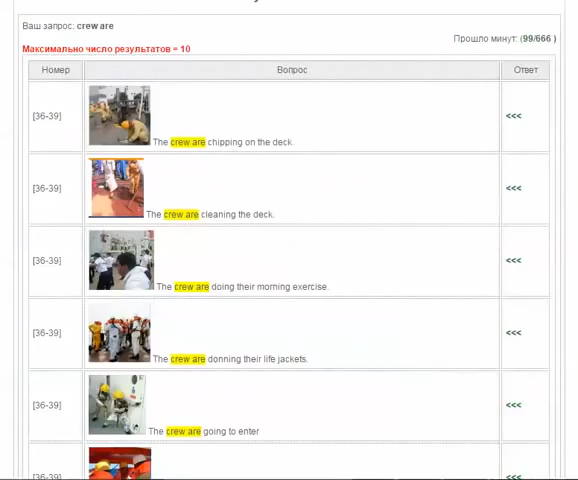 Ваш запрос: crew are
Прошло минут: (99/666 )
Максимально число результатов = 10
Номер Вопрос Ответ
[36-39] The crew are chipping on the deck. <<<
[36-39] The crew are cleaning the deck. <<<
[36-39] The crew are doing their morning exercise. <<<
[36-39] The crew are donning their life jackets. <<<
[36-39] The crew are going to enter <<<
[36-39] <<<